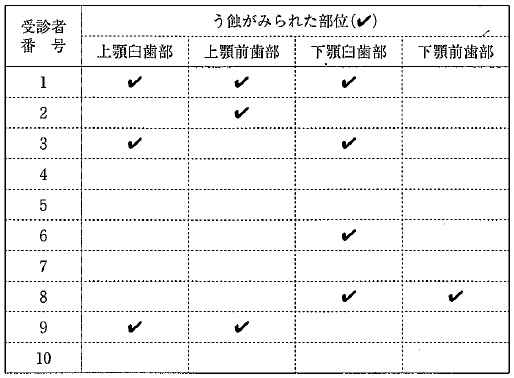 受診者番号 う蝕がみられた部位(✔)
上顎臼歯部 上顎前歯部 下顎臼歯部 下顎前歯部
1 ✔ ✔ ✔
2 ✔
3 ✔ ✔
4
5
6 ✔
7
8 ✔ ✔
9 ✔ ✔
10